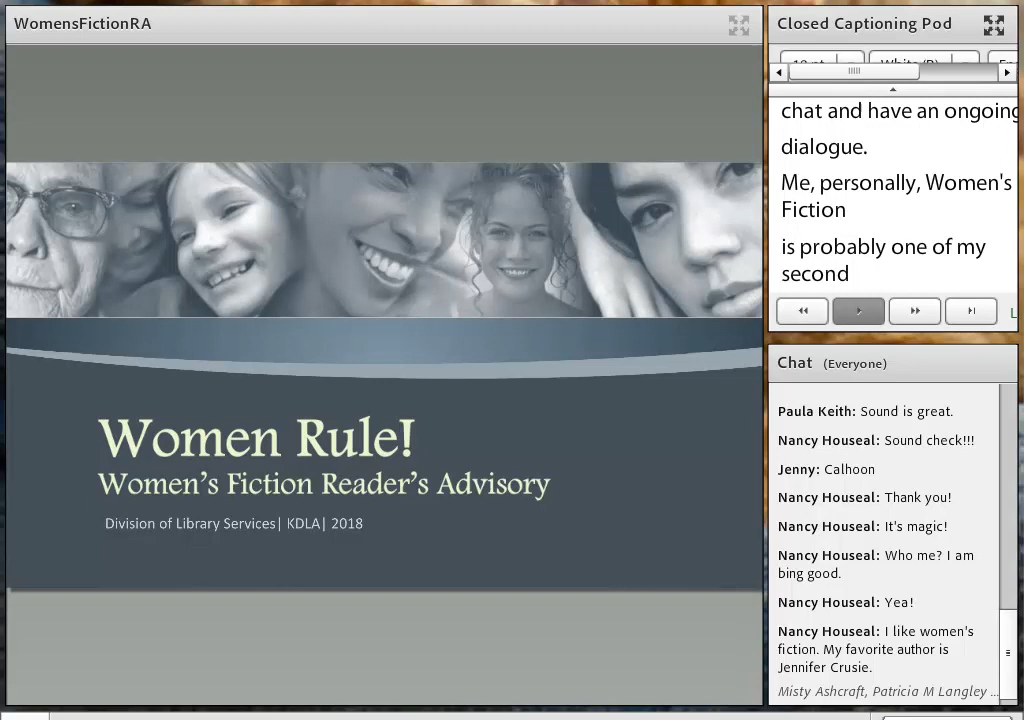 WomensFictionRA
Women Rule!
Women's Fiction Reader's Advisory
Division of Library Services| KDLA| 2018
Closed Captioning Pod
chat and have an ongoing
dialogue.
Me, personally, Women's
Fiction
is probably one of my
second
Chat (Everyone)
Paula Keith: Sound is great.
Nancy Houseal: Sound check!!!
Jenny: Calhoon
Nancy Houseal: Thank you!
Nancy Houseal: It's magic!
Nancy Houseal: Who me? I am
bing good.
Nancy Houseal: Yea!
Nancy Houseal: I like women's
fiction. My favorite author is
Jennifer Crusie.
Misty Ashcraft, Patricia M Langley ...